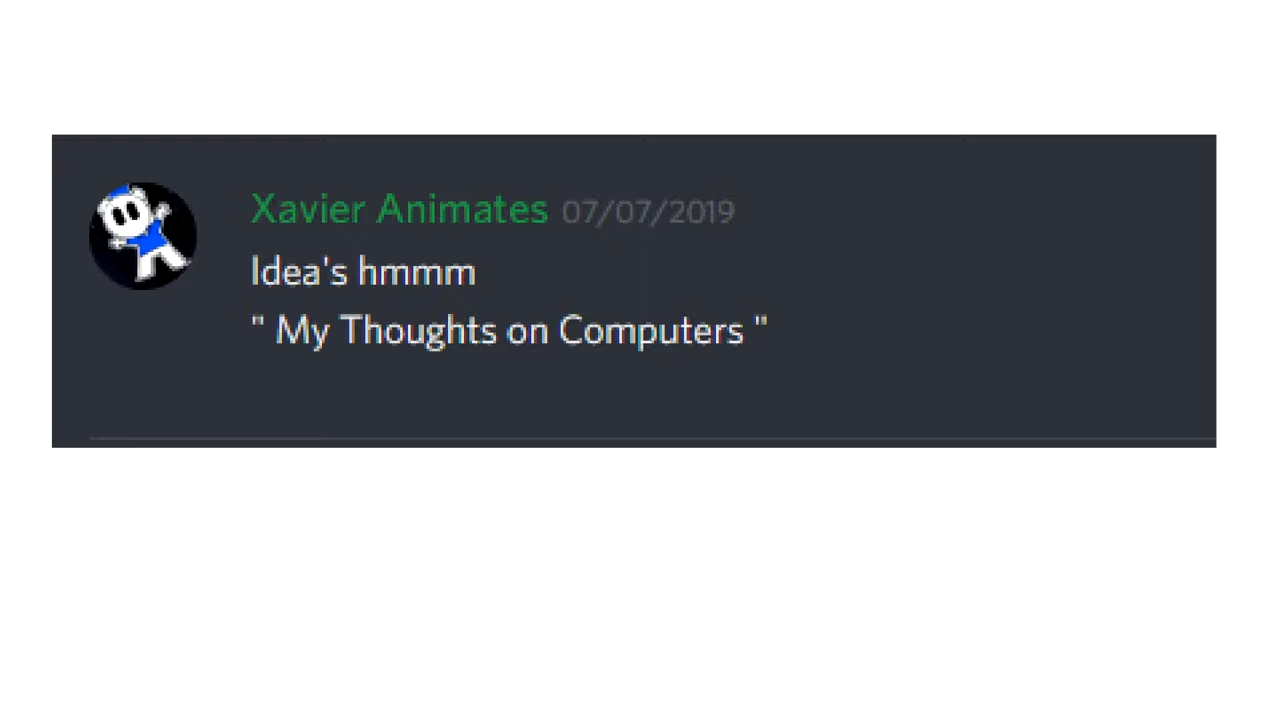 Xavier Animates 07/07/2019
Idea's hmmm
" My Thoughts on Computers "